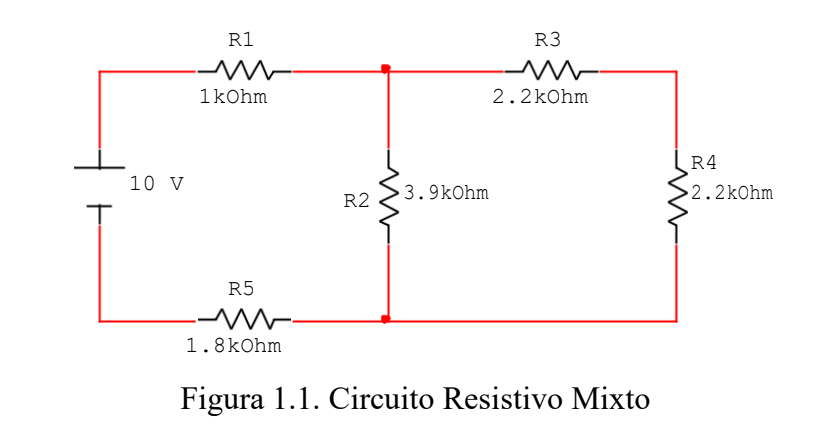 R1
1kOhm
R3
2.2kOhm
10 V
R2
3.9kOhm
R4
2.2kOhm
R5
1.8kOhm
Figura 1.1. Circuito Resistivo Mixto